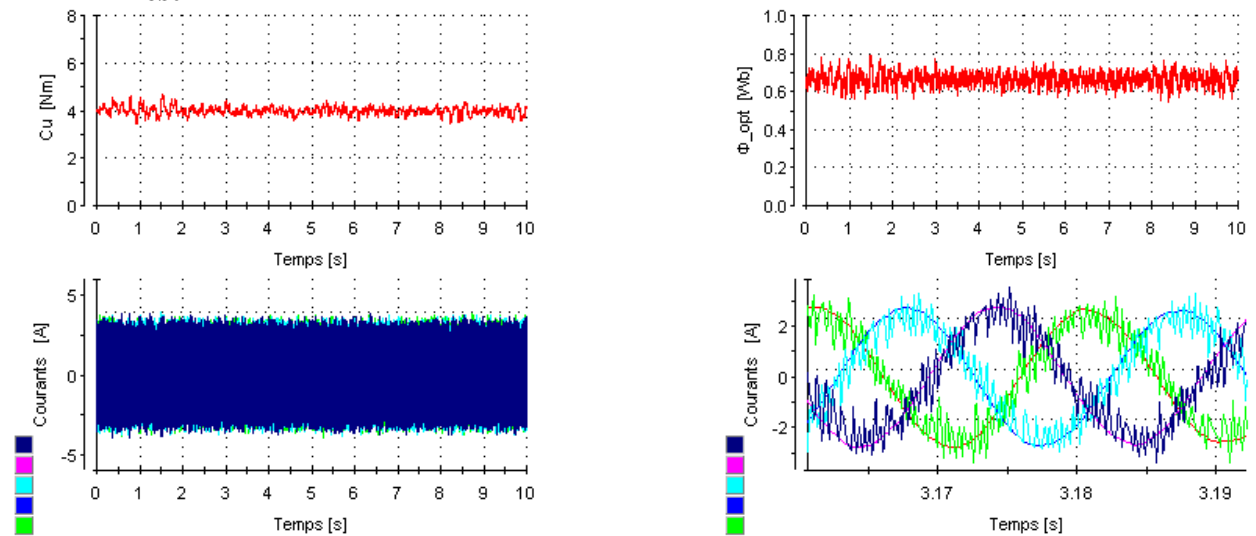 8
6
4
2
0
Cu [Nm]
0 1 2 3 4 5 6 7 8 9 10
Temps [s]
1.0
0.8
0.6
0.4
0.2
0.0
Φ_opt [Wb]
0 1 2 3 4 5 6 7 8 9 10
Temps [s]
5
0
-5
Courants [A]
0 1 2 3 4 5 6 7 8 9 10
Temps [s]
2
0
-2
Courants [A]
3.17 3.18 3.19
Temps [s]